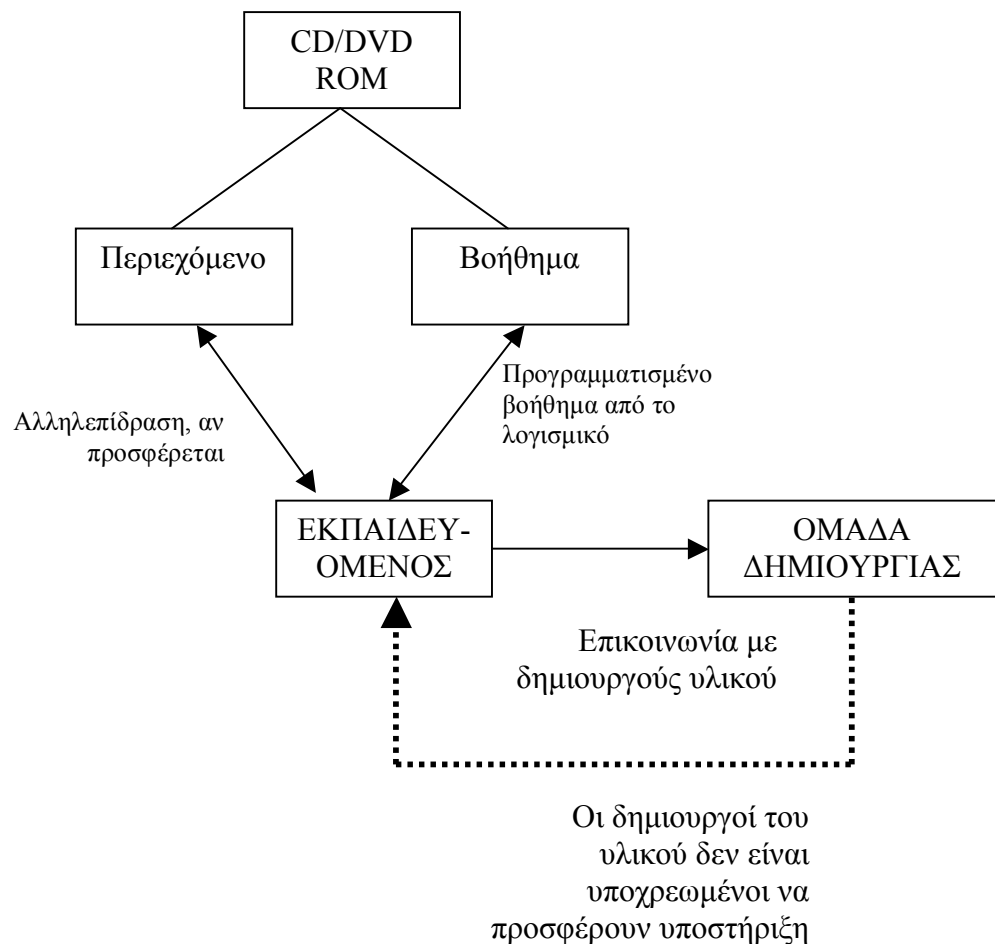 CD/DVD
ROM
Περιεχόμενο
Βοήθημα
Αλληλεπίδραση, αν
προσφέρεται
Προγραμματισμένο
βοήθημα από το
λογισμικό
ΕΚΠΑΙΔΕΥ-
ΟΜΕΝΟΣ
ΟΜΑΔΑ
ΔΗΜΙΟΥΡΓΙΑΣ
Επικοινωνία με
δημιουργούς υλικού
Οι δημιουργοί του
υλικού δεν είναι
υποχρεωμένοι να
προσφέρουν υποστήριξη